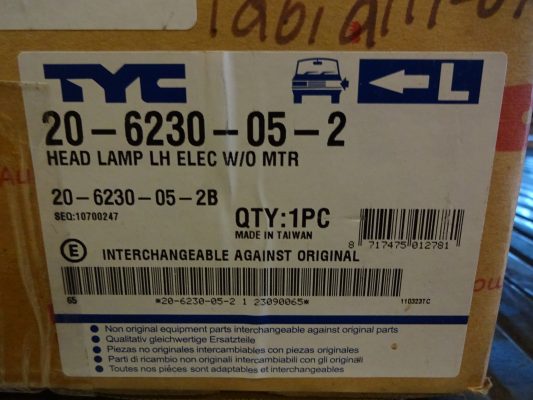 TYC
L
20-6230-05-2
HEAD LAMP LH ELEC W/O MTR
20-6230-05-2B
SEQ:10700247
QTY:1PC
MADE IN TAIWAN
8 717475 012781
E INTERCHANGEABLE AGAINST ORIGINAL
65 *20-6230-05-2 1 23090065* 110323TC
Non original equipment parts interchangeable against original parts
Qualitativ gleichwertige Ersatzteile
Piezas no originales intercambiables con piezas originales
Parti di ricambio non originali intercambiabili con gli originali
Toutes nos pièces sont adaptables et interchangeables